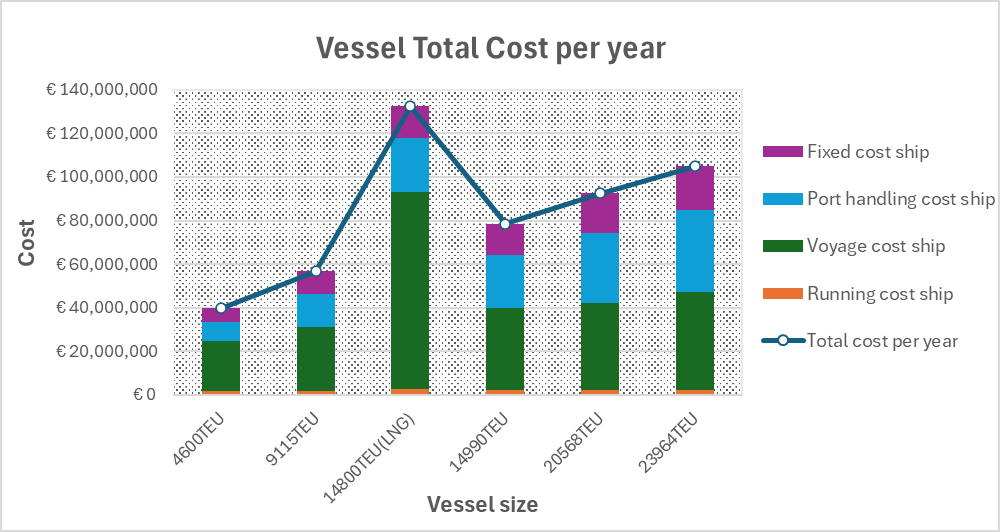 Vessel Total Cost per year
€ 140,000,000
€ 120,000,000
€ 100,000,000
€ 80,000,000
€ 60,000,000
€ 40,000,000
€ 20,000,000
€ 0
Cost
4600TEU
9115TEU
14800TEU(LNG)
14990TEU
20568TEU
23964TEU
Vessel size
Fixed cost ship
Port handling cost ship
Voyage cost ship
Running cost ship
Total cost per year